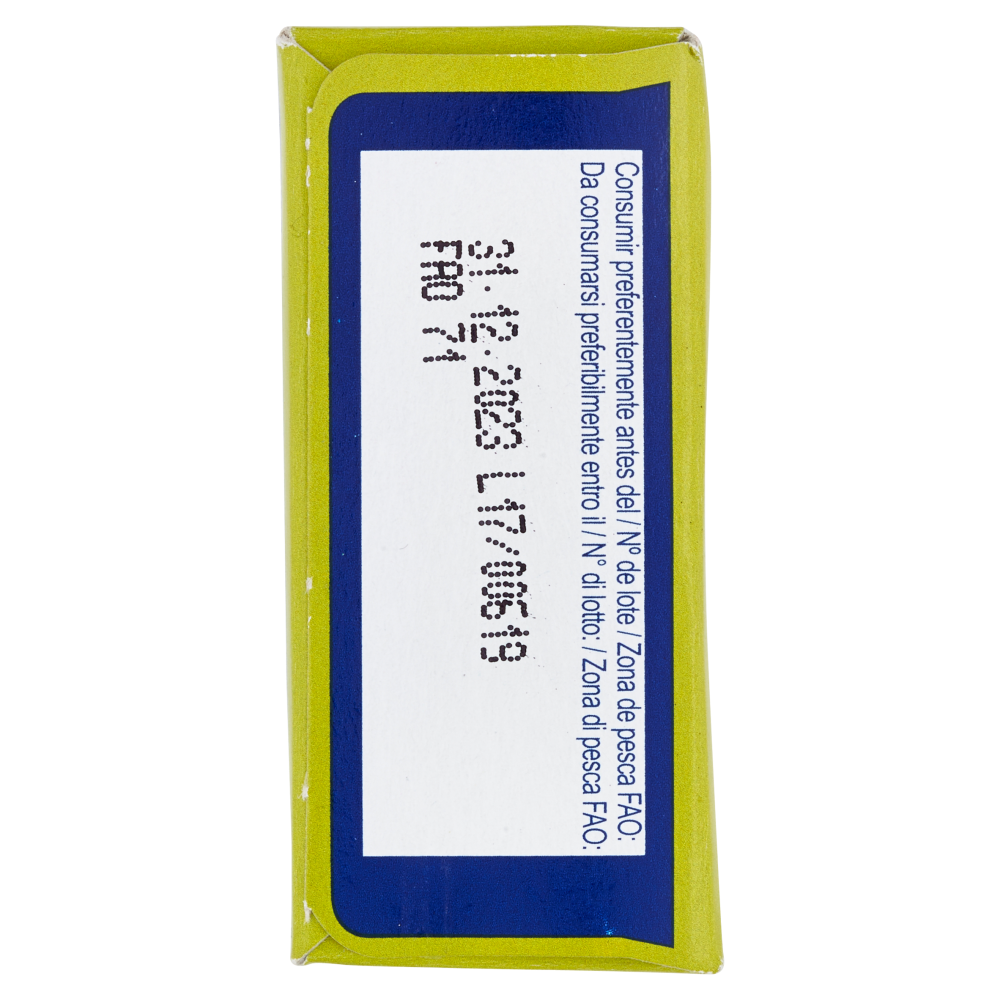 Consumir preferentemente antes del / Nº de lote / Zona de pesca FAO:
Da consumarsi preferibilmente entro il / N° di lotto: / Zona di pesca FAO:
31.12.2023 L17/00619
FAO 71